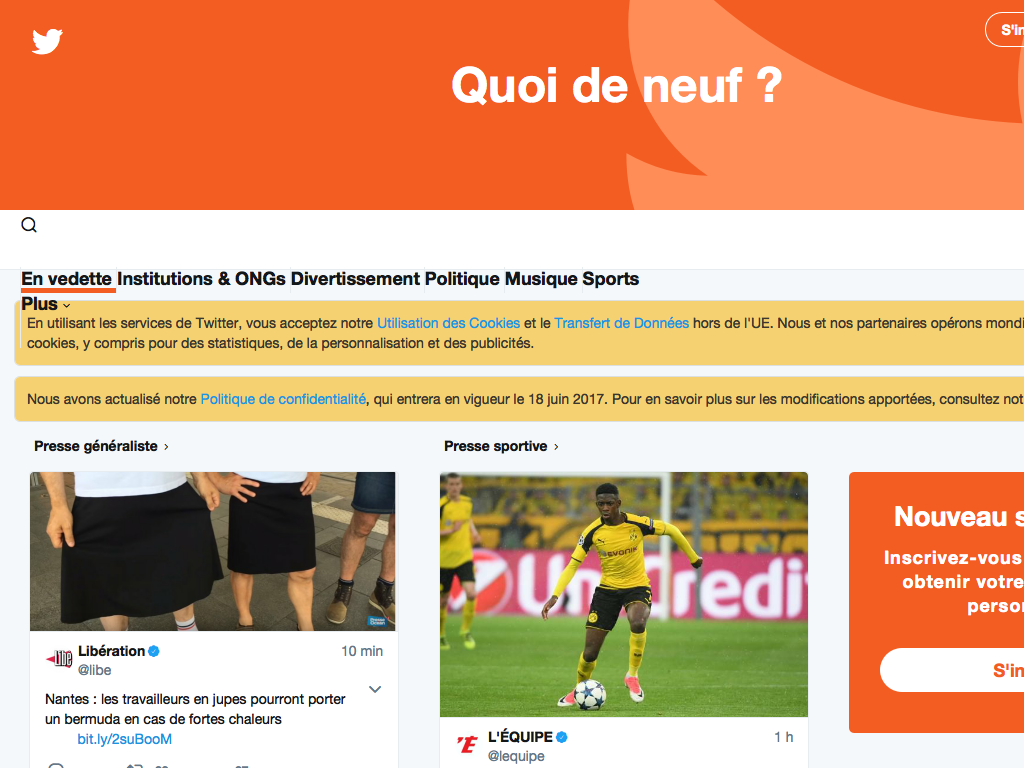 S'in
Quoi de neuf ?
En vedette Institutions & ONGs Divertissement Politique Musique Sports
Plus
En utilisant les services de Twitter, vous acceptez notre Utilisation des Cookies et le Transfert de Données hors de l'UE. Nous et nos partenaires opérons mondi
cookies, y compris pour des statistiques, de la personnalisation et des publicités.
Nous avons actualisé notre Politique de confidentialité, qui entrera en vigueur le 18 juin 2017. Pour en savoir plus sur les modifications apportées, consultez not
Presse généraliste
Libération
10 min
@libe
Nantes : les travailleurs en jupes pourront porter
un bermuda en cas de fortes chaleurs
bit.ly/2suBooM
Presse sportive
EVONIK
UniCredit
L'ÉQUIPE
1 h
@lequipe
Nouveau s
Inscrivez-vous
obtenir votre
person
S'in